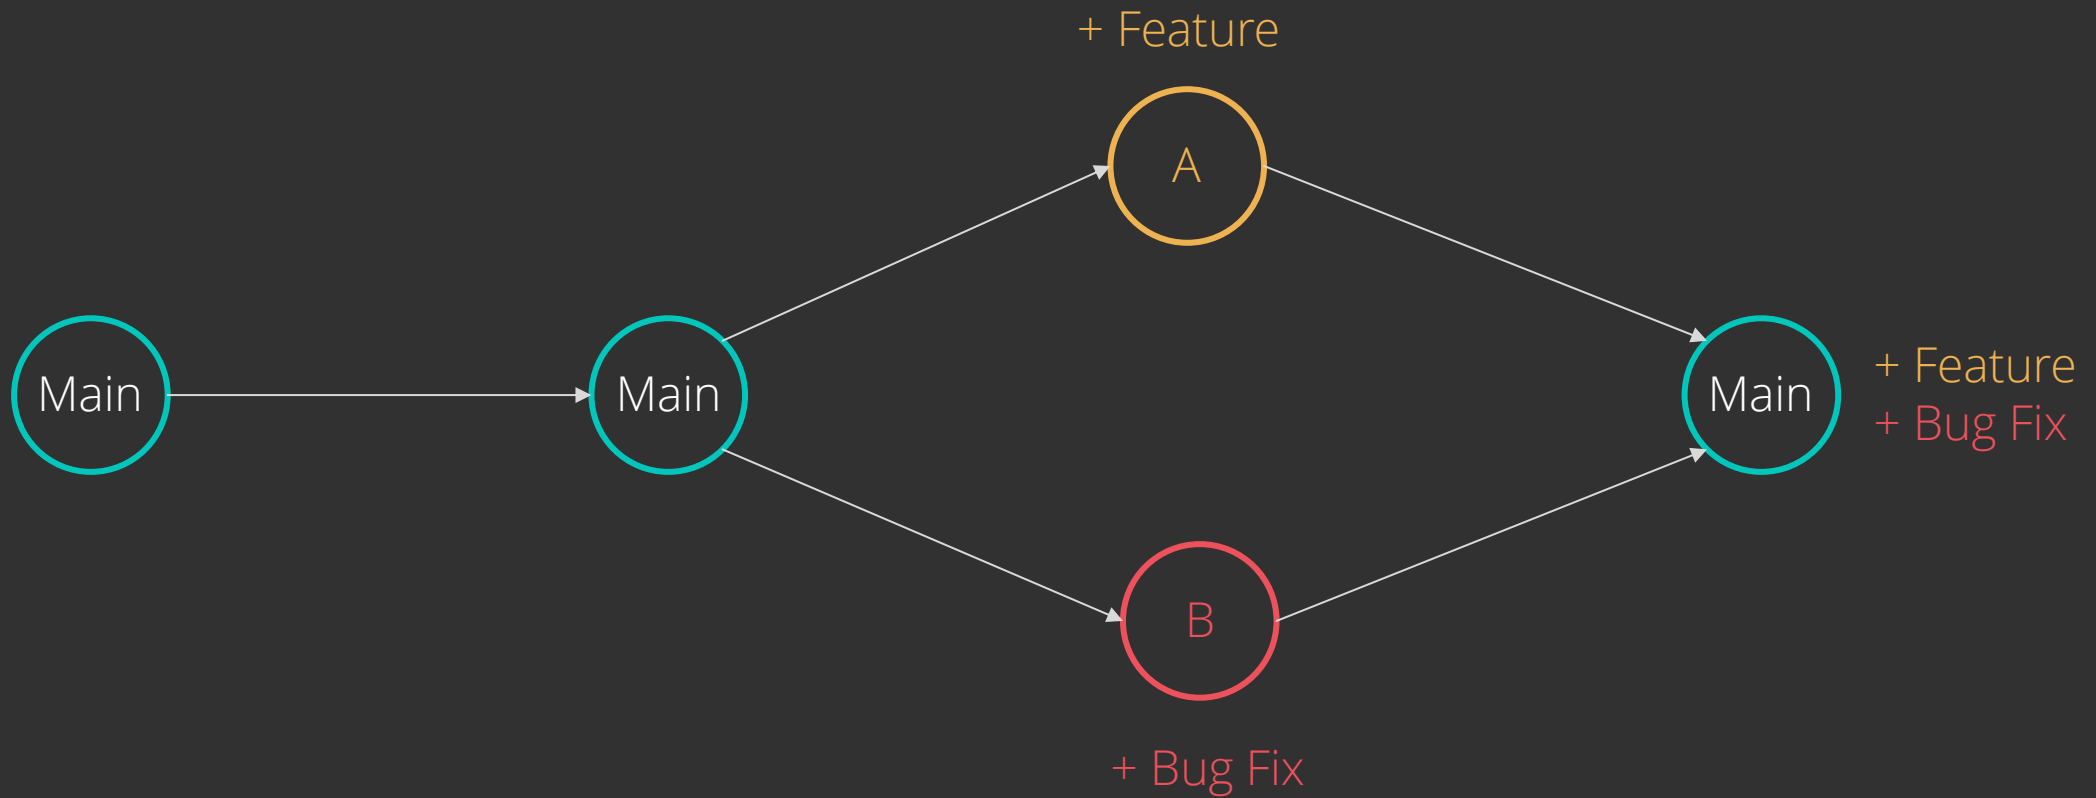 + Feature
A
Main
Main
Main
+ Feature
+ Bug Fix
B
+ Bug Fix